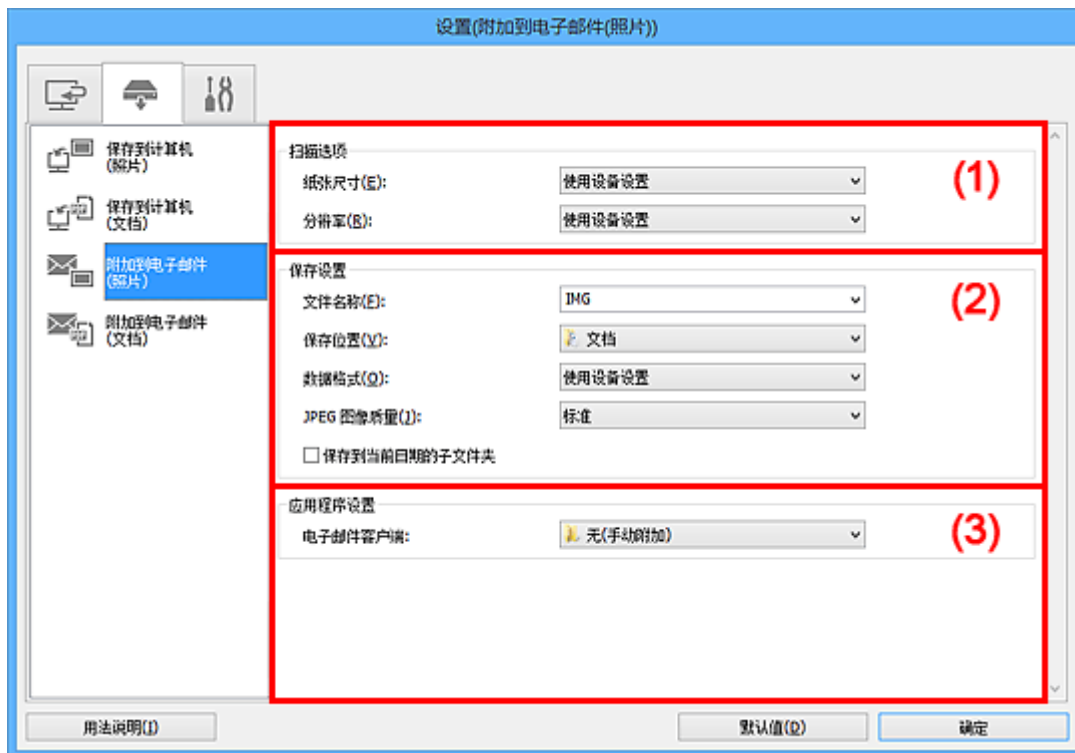 设置(附加到电子邮件(照片))
保存到计算机
(照片)
保存到计算机
(文档)
附加到电子邮件
(照片)
附加到电子邮件
(文档)
扫描选项
纸张尺寸(E):
使用设备设置
分辨率(R):
使用设备设置
(1)
保存设置
文件名称(F):
IMG
保存位置(V):
文档
数据格式(O):
使用设备设置
JPEG 图像质量(J):
标准
保存到当前日期的子文件夹
(2)
应用程序设置
电子邮件客户端:
无(手动附加)
(3)
用法说明(I)
默认值(D)
确定